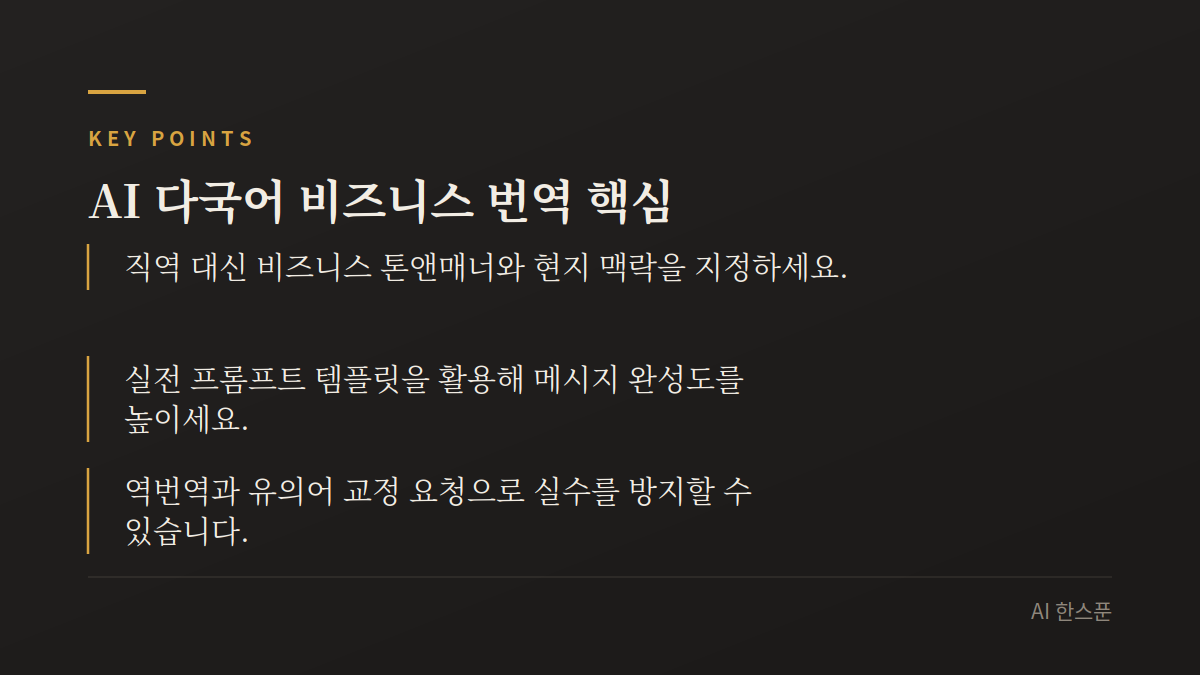 KEY POINTS
AI 다국어 비즈니스 번역 핵심
직역 대신 비즈니스 톤앤매너와 현지 맥락을 지정하세요.
실전 프롬프트 템플릿을 활용해 메시지 완성도를
높이세요.
역번역과 유의어 교정 요청으로 실수를 방지할 수
있습니다.
AI 한스푼